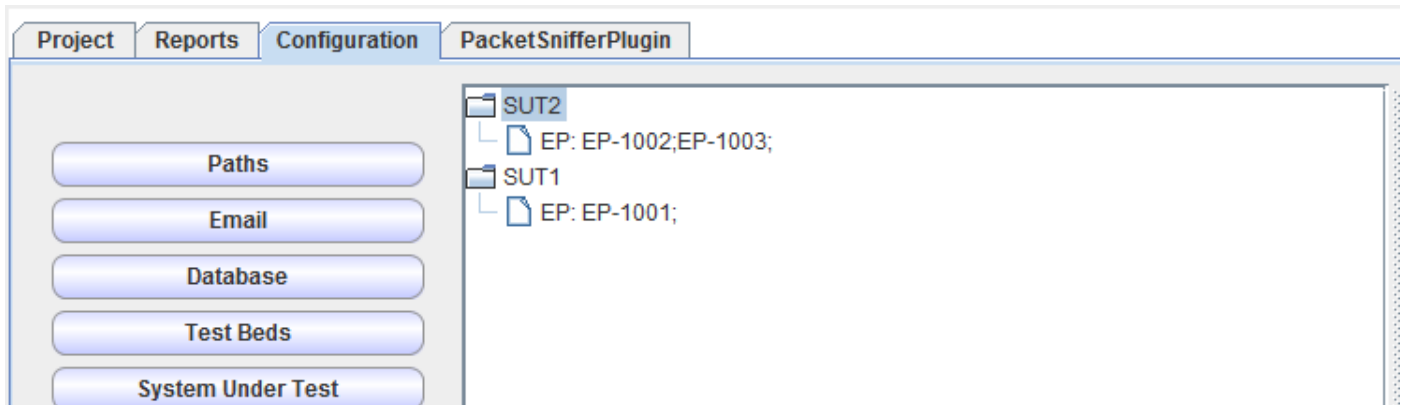 Project Reports Configuration PacketSnifferPlugin
Paths
Email
Database
Test Beds
System Under Test
SUT2
EP: EP-1002;EP-1003;
SUT1
EP: EP-1001;